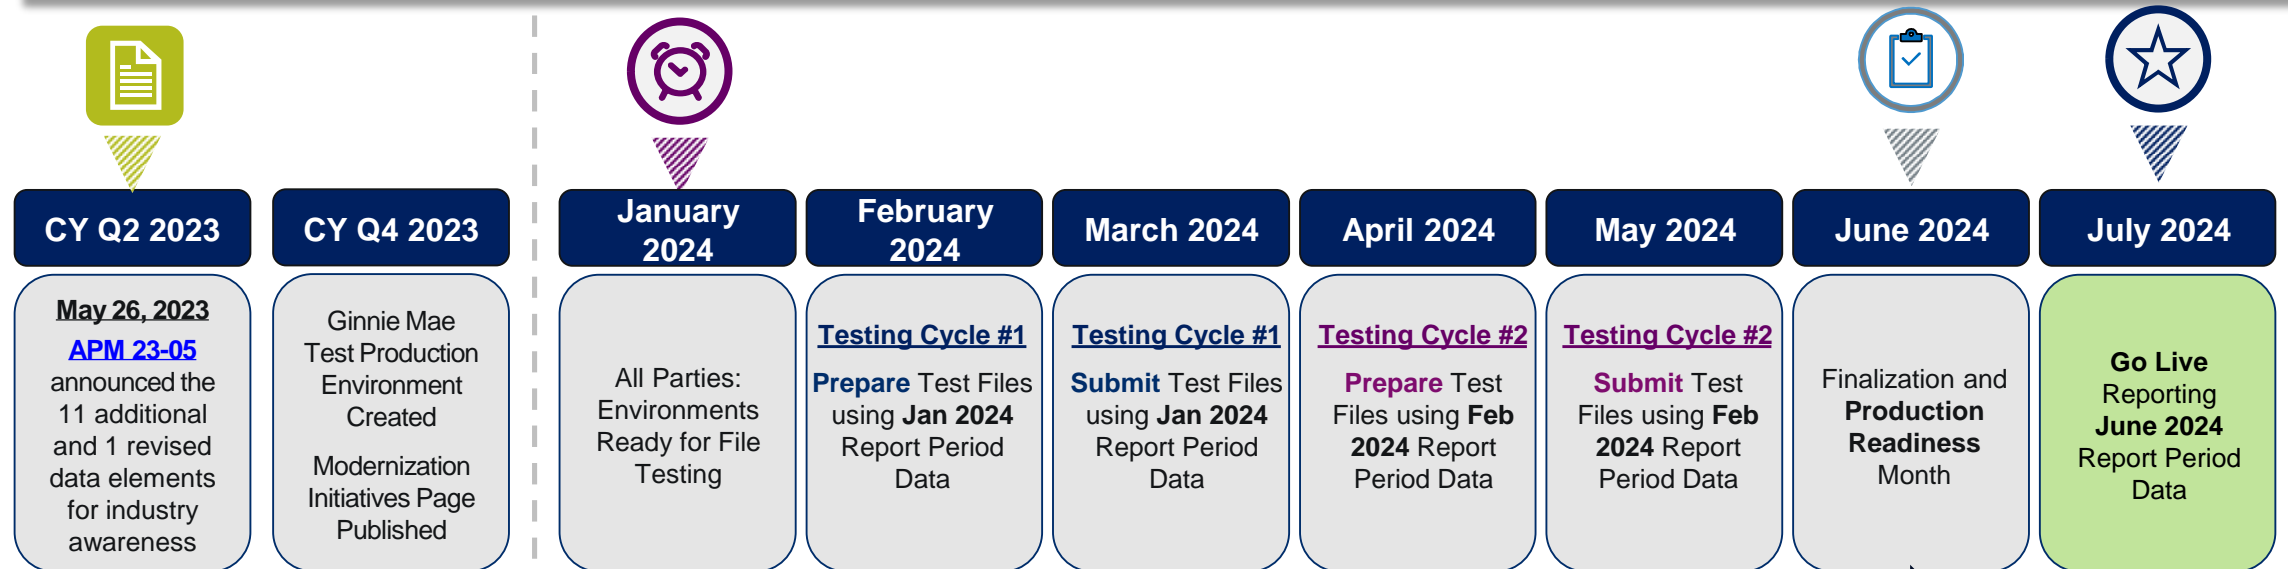 CY Q2 2023
May 26, 2023
APM 23-05
announced the
11 additional
and 1 revised
data elements
for industry
awareness
CY Q4 2023
Ginnie Mae
Test Production
Environment
Created
Modernization
Initiatives Page
Published
January
2024
All Parties:
Environments
Ready for File
Testing
February
2024
Testing Cycle #1
Prepare Test Files
using Jan 2024
Report Period
Data
March 2024
Testing Cycle #1
Submit Test Files
using Jan 2024
Report Period
Data
April 2024
Testing Cycle #2
Prepare Test
Files using Feb
2024 Report
Period Data
May 2024
Testing Cycle #2
Submit Test
Files using Feb
2024 Report
Period Data
June 2024
Finalization and
Production
Readiness
Month
July 2024
Go Live
Reporting
June 2024
Report Period
Data